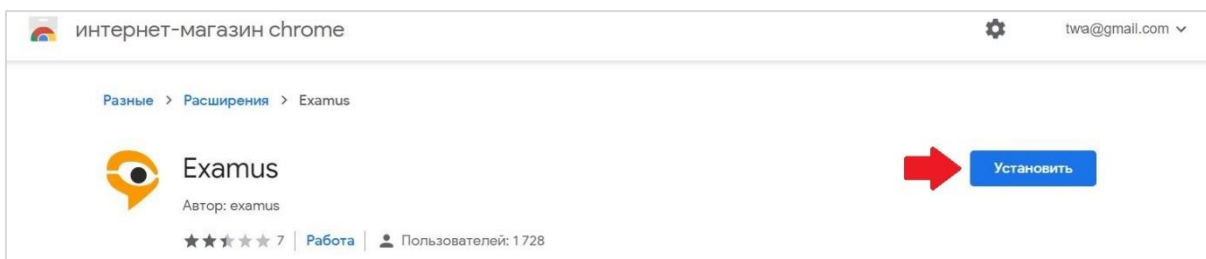 интернет-магазин chrome
twa@gmail.com
Разные > Расширения > Examus
Examus
Установить
Автор: examus
7 | Работа | Пользователей: 1 728